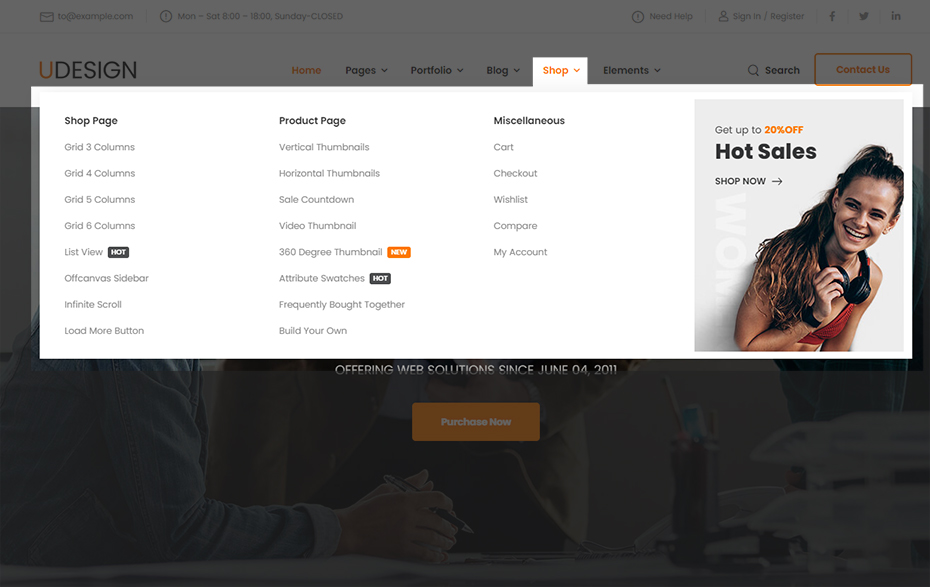 to@example.com
Mon – Sat 8:00 – 18:00, Sunday-CLOSED
Need Help
Sign in / Register
UDESIGN
Home
Pages
Portfolio
Blog
Shop
Elements
Search
Contact Us
Shop Page
Grid 3 Columns
Grid 4 Columns
Grid 5 Columns
Grid 6 Columns
List View HOT
Offcanvas Sidebar
Infinite Scroll
Load More Button
Product Page
Vertical Thumbnails
Horizontal Thumbnails
Sale Countdown
Video Thumbnail
360 Degree Thumbnail NEW
Attribute Swatches HOT
Frequently Bought Together
Build Your Own
Miscellaneous
Cart
Checkout
Wishlist
Compare
My Account
Get up to 20%OFF
Hot Sales
SHOP NOW
OFFERING WEB SOLUTIONS SINCE JUNE 04, 2011
Purchase Now